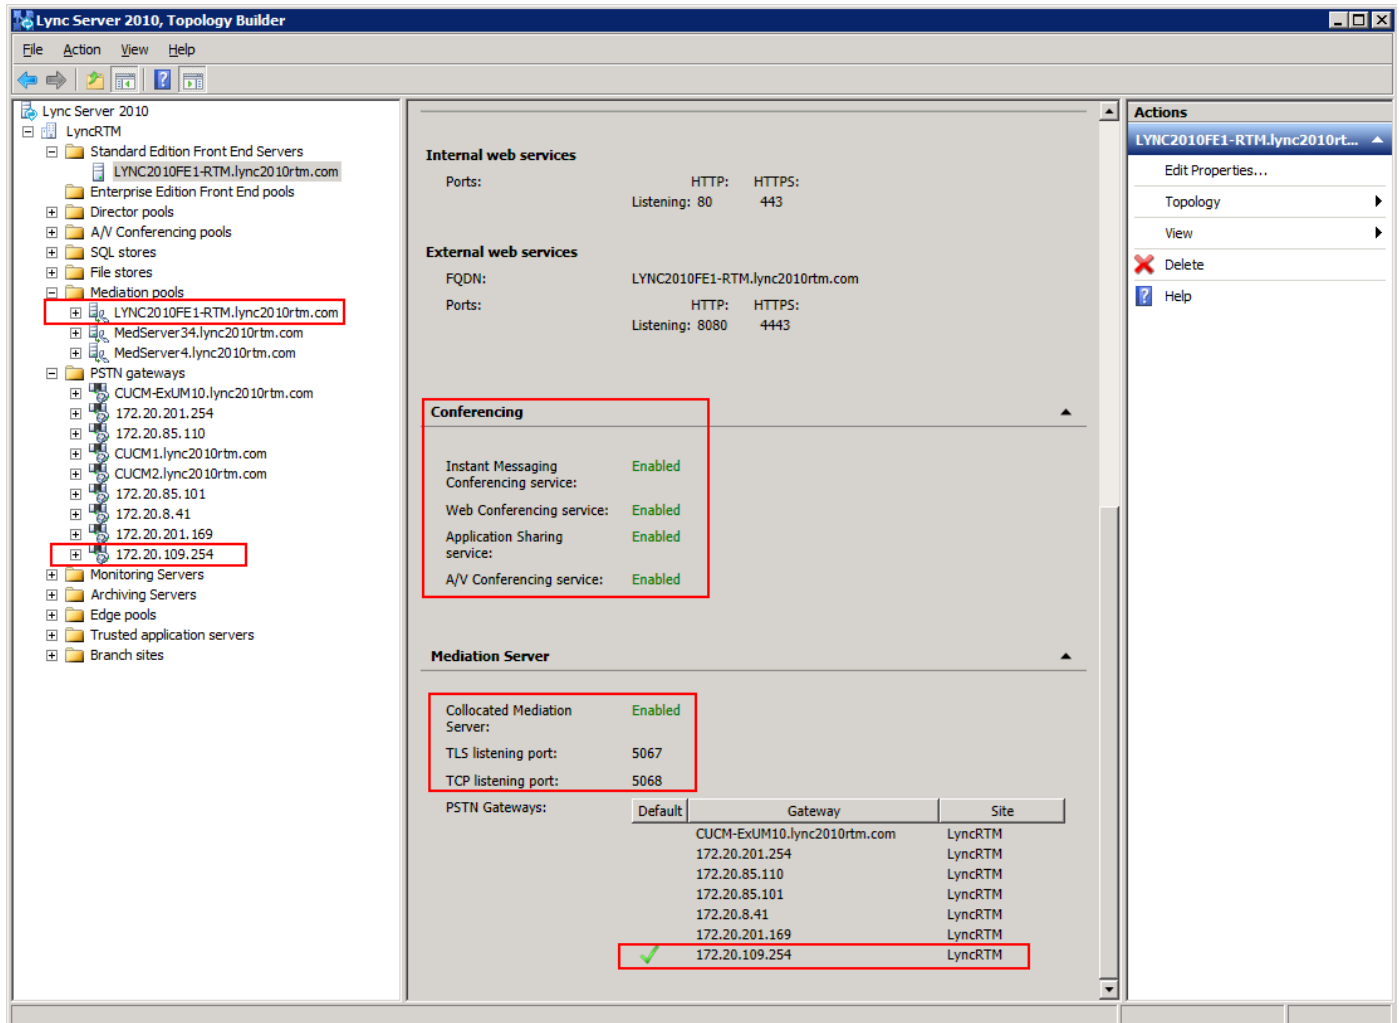 Lync Server 2010, Topology Builder
File Action View Help
Lync Server 2010
LyncRTM
Standard Edition Front End Servers
LYNC2010FE1-RTM.lync2010rtm.com
Enterprise Edition Front End pools
Director pools
A/V Conferencing pools
SQL stores
File stores
Mediation pools
LYNC2010FE1-RTM.lync2010rtm.com
MedServer34.lync2010rtm.com
MedServer4.lync2010rtm.com
PSTN gateways
CUCM-ExUM10.lync2010rtm.com
172.20.201.254
172.20.85.110
CUCM1.lync2010rtm.com
CUCM2.lync2010rtm.com
172.20.85.101
172.20.8.41
172.20.201.169
172.20.109.254
Monitoring Servers
Archiving Servers
Edge pools
Trusted application servers
Branch sites
Internal web services
Ports: HTTP: HTTPS:
Listening: 80 443
External web services
FQDN: LYNC2010FE1-RTM.lync2010rtm.com
Ports: HTTP: HTTPS:
Listening: 8080 4443
Conferencing
Instant Messaging Enabled
Conferencing service:
Web Conferencing service: Enabled
Application Sharing Enabled
service:
A/V Conferencing service: Enabled
Mediation Server
Collocated Mediation Enabled
Server:
TLS listening port: 5067
TCP listening port: 5068
PSTN Gateways: Default Gateway Site
CUCM-ExUM10.lync2010rtm.com LyncRTM
172.20.201.254 LyncRTM
172.20.85.110 LyncRTM
172.20.85.101 LyncRTM
172.20.8.41 LyncRTM
172.20.201.169 LyncRTM
172.20.109.254 LyncRTM
Actions
LYNC2010FE1-RTM.lync2010rt...
Edit Properties...
Topology
View
Delete
Help